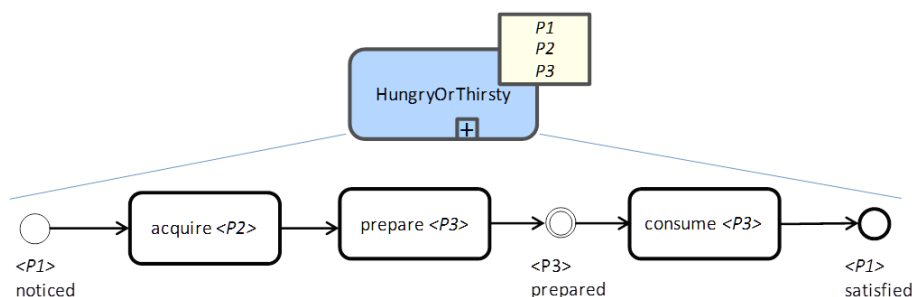 P1
P2
P3
HungryOrThirsty
+
acquire <P2>
prepare <P3>
consume <P3>
<P1>
noticed
<P3>
prepared
<P1>
satisfied